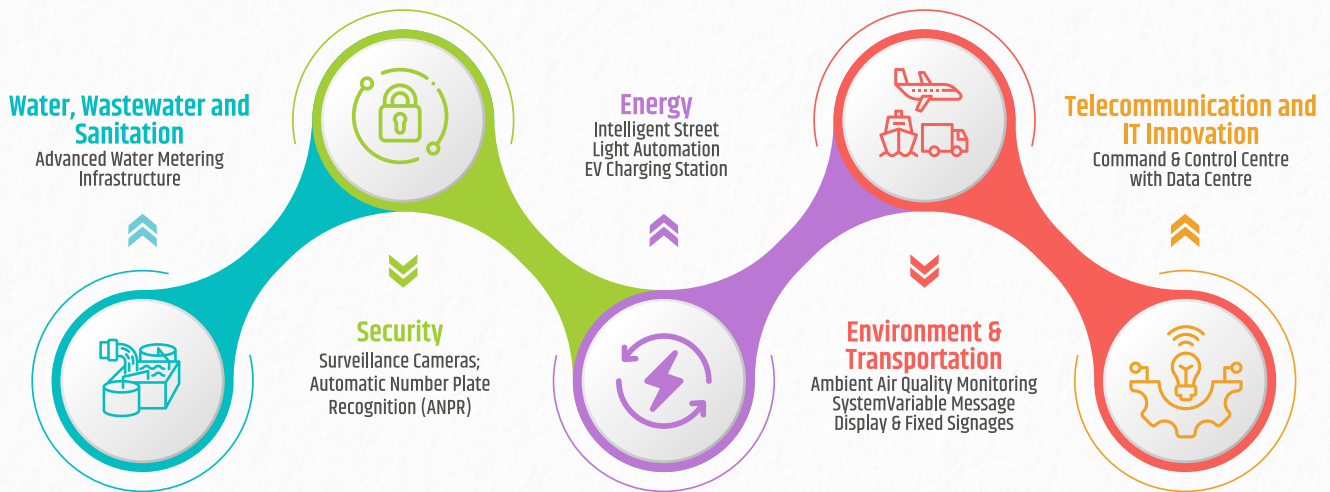 Water, Wastewater and
Sanitation
Advanced Water Metering
Infrastructure
Security
Surveillance Cameras;
Automatic Number Plate
Recognition (ANPR)
Energy
Intelligent Street
Light Automation
EV Charging Station
Environment &
Transportation
Ambient Air Quality Monitoring
SystemVariable Message
Display & Fixed Signages
Telecommunication and
IT Innovation
Command & Control Centre
with Data Centre